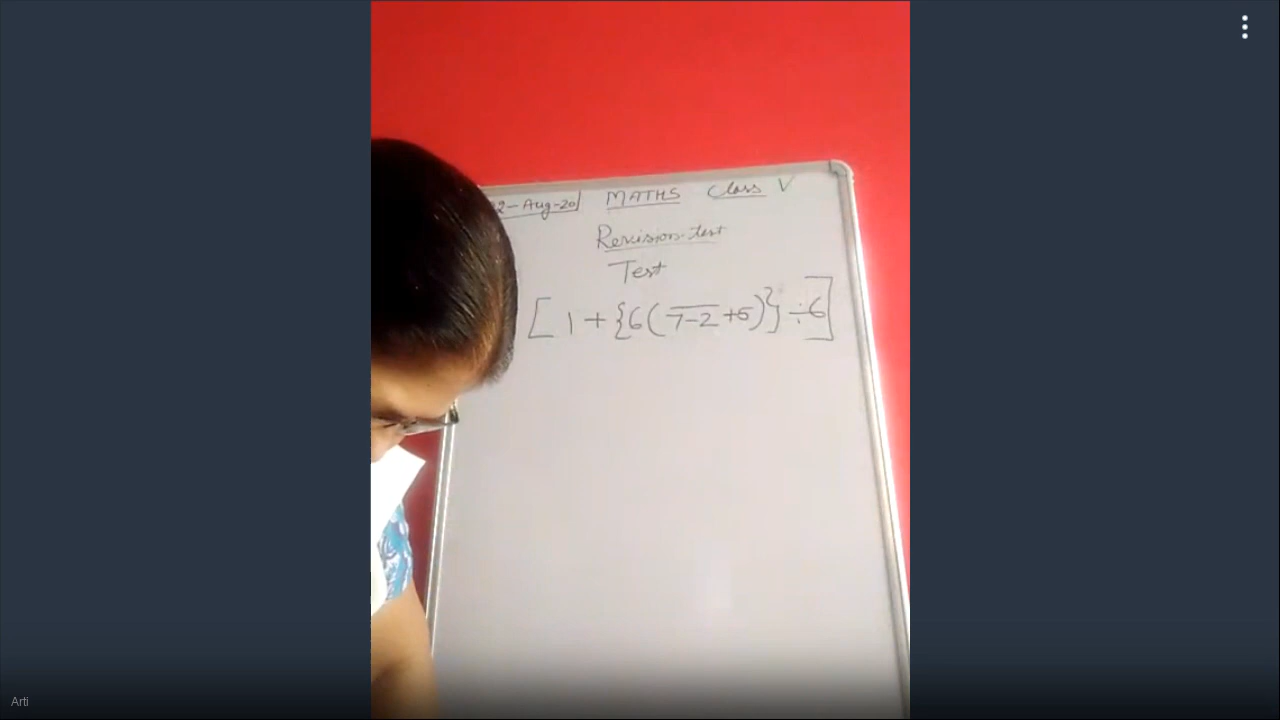 2-Aug-20 MATHS Class V
Revision test
Test
[ 1 + {6 ( 7-2 + 5 )} ÷ 6 ]
Arti